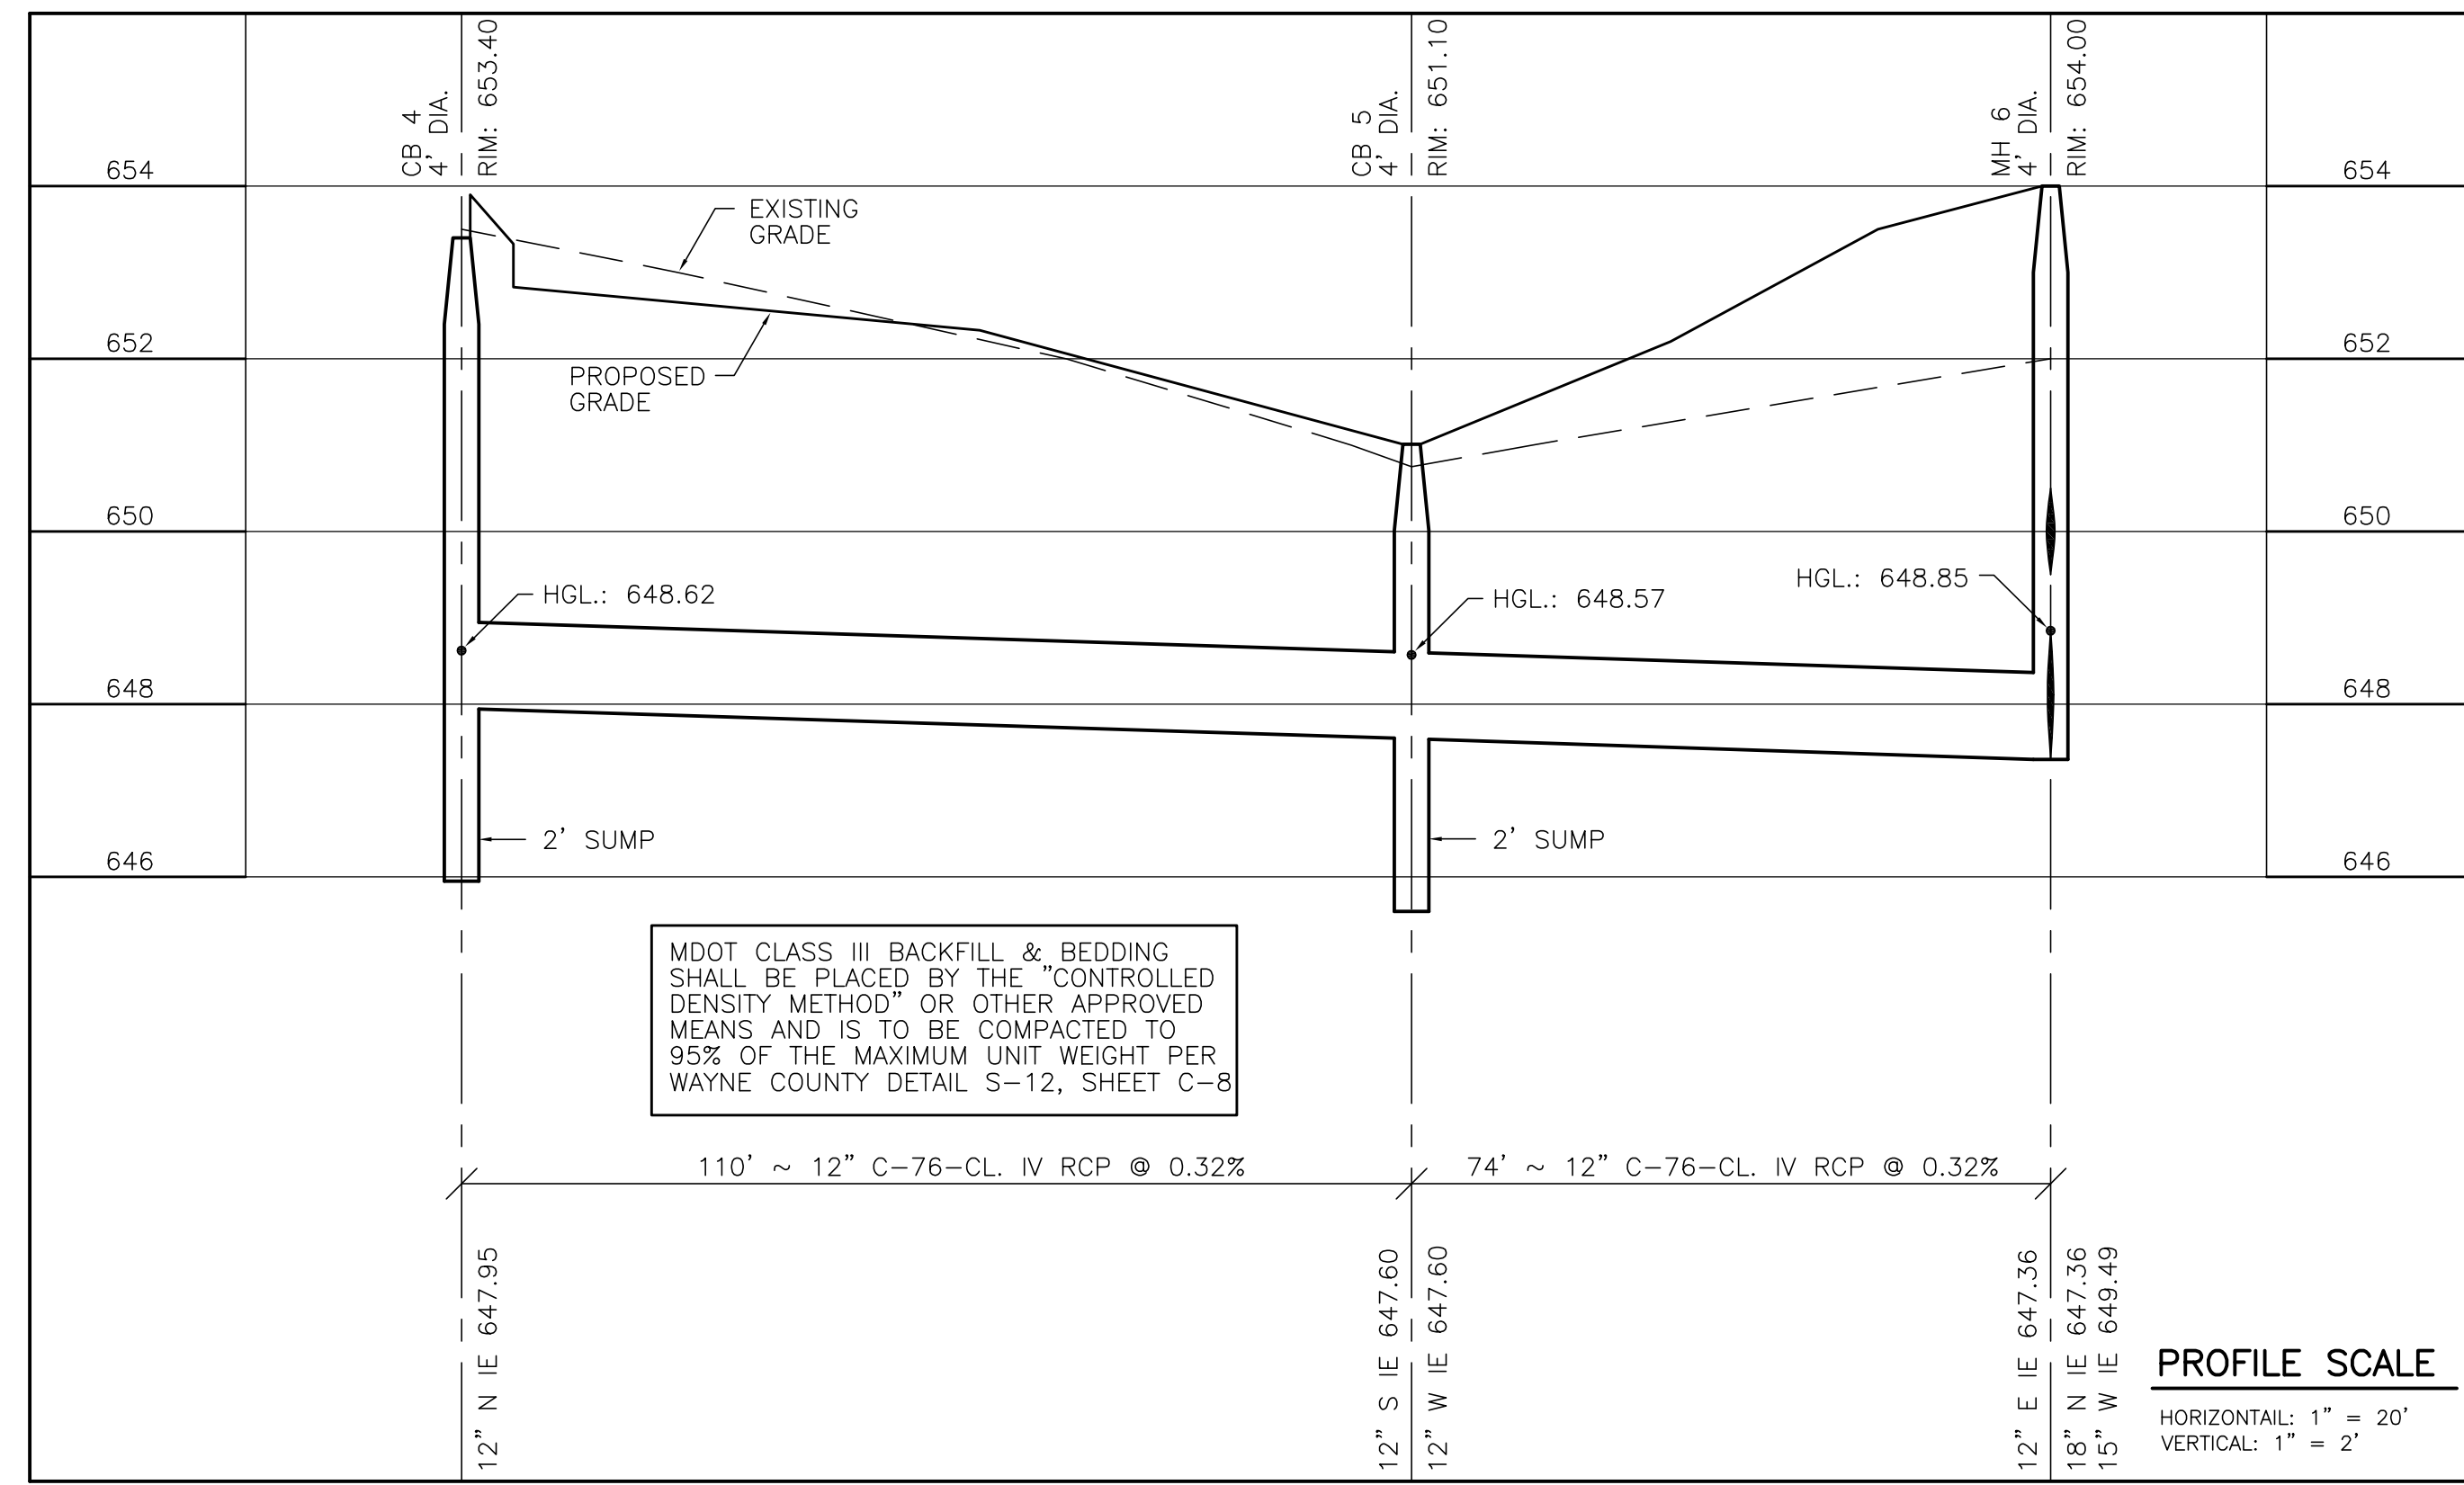 CB 4
4' DIA.
RIM: 653.40
CB 5
4' DIA.
RIM: 651.10
MH 6
4' DIA.
RIM: 654.00
654
654
EXISTING
GRADE
652
652
PROPOSED
GRADE
650
650
HGL.: 648.62
HGL.: 648.57
HGL.: 648.85
648
648
2' SUMP
2' SUMP
646
646
MDOT CLASS III BACKFILL & BEDDING
SHALL BE PLACED BY THE "CONTROLLED
DENSITY METHOD" OR OTHER APPROVED
MEANS AND IS TO BE COMPACTED TO
95% OF THE MAXIMUM UNIT WEIGHT PER
WAYNE COUNTY DETAIL S-12, SHEET C-8
110' ~ 12" C-76-CL. IV RCP @ 0.32%
74' ~ 12" C-76-CL. IV RCP @ 0.32%
12" N IE 647.95
12" S IE 647.60
12" W IE 647.60
12" E IE 647.36
18" N IE 647.36
15" W IE 649.49
PROFILE SCALE
HORIZONTAIL: 1" = 20'
VERTICAL: 1" = 2'